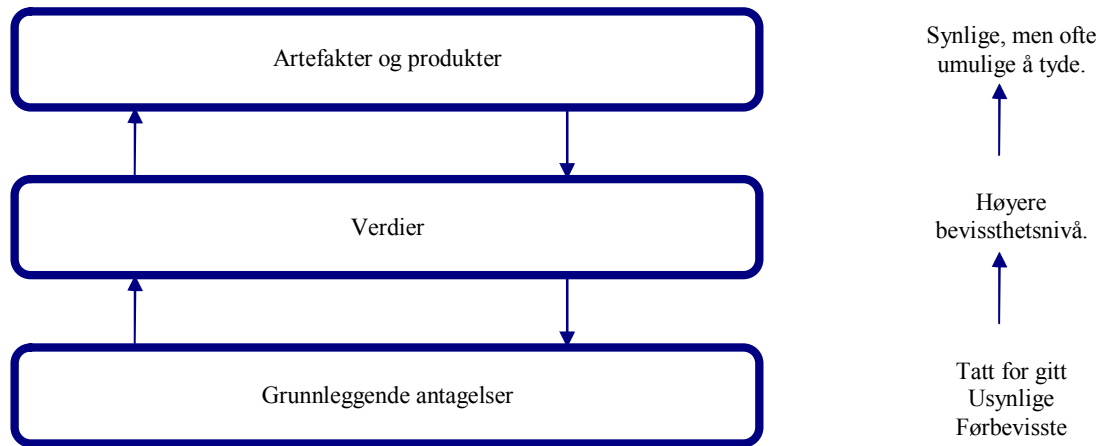 Artefakter og produkter
Synlige, men ofte
umulige å tyde.
Verdier
Høyere
bevissthetsnivå.
Grunnleggende antagelser
Tatt for gitt
Usynlige
Førbevisste